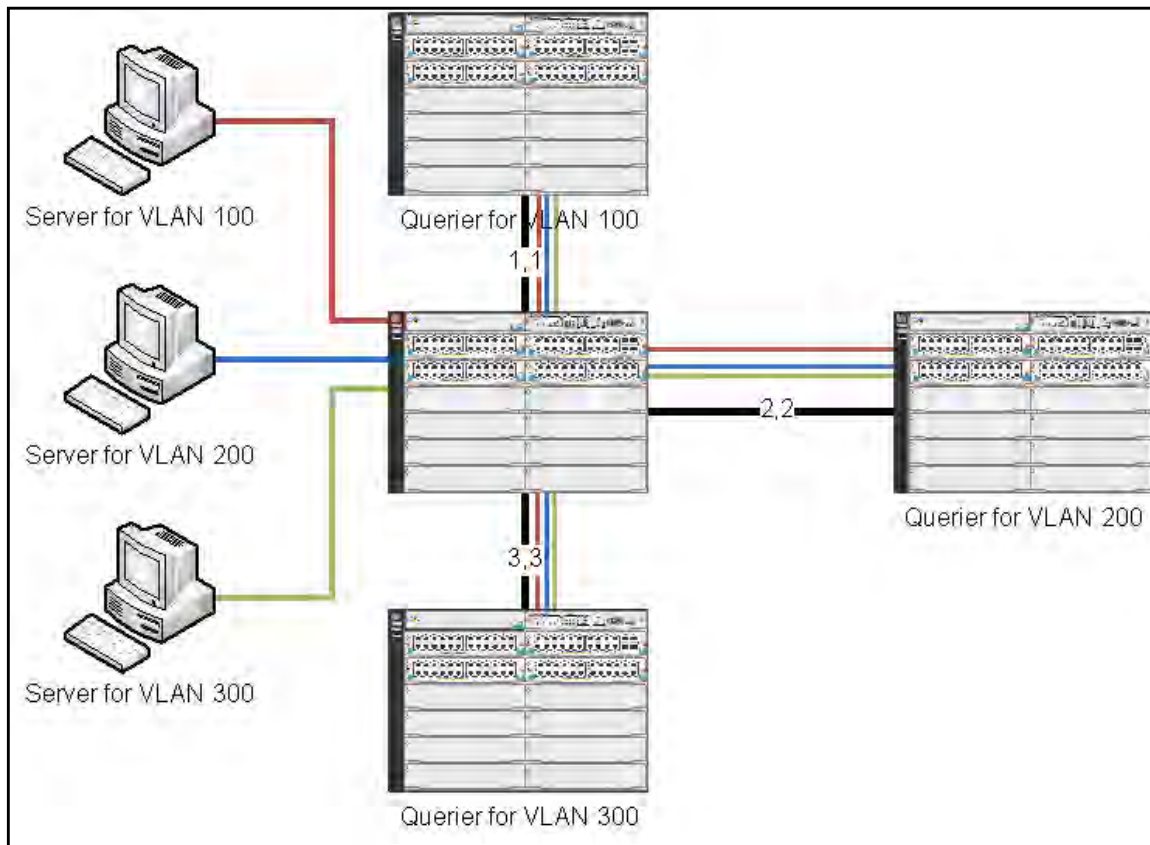 Server for VLAN 100
Querier for VLAN 100
1,1
Server for VLAN 200
2,2
Querier for VLAN 200
3,3
Server for VLAN 300
Querier for VLAN 300